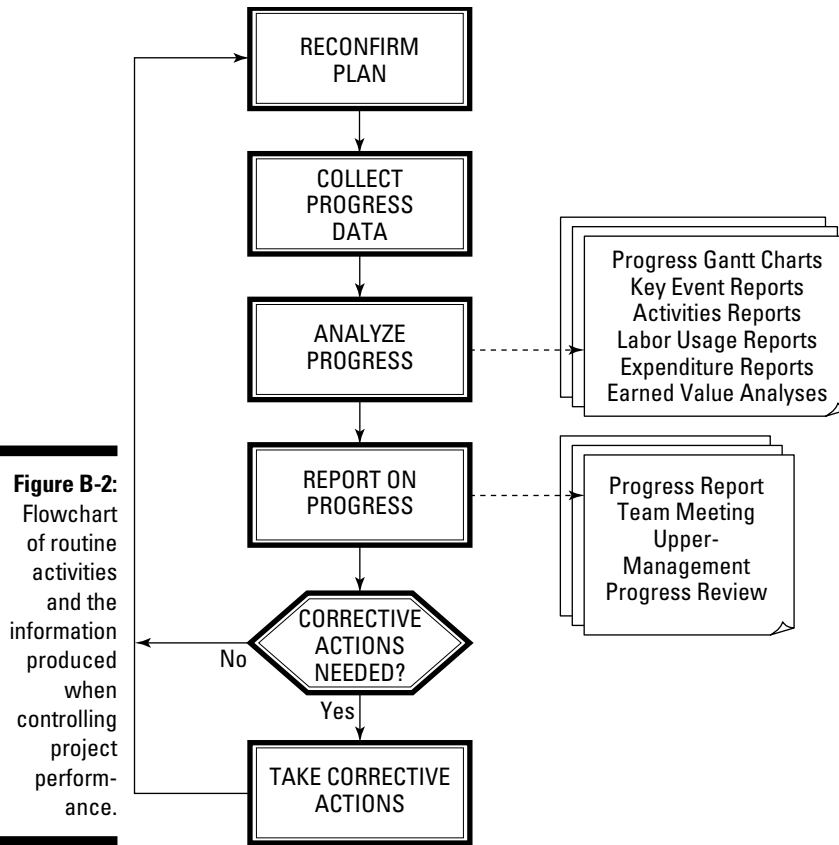 RECONFIRM
PLAN
COLLECT
PROGRESS
DATA
ANALYZE
PROGRESS
Progress Gantt Charts
Key Event Reports
Activities Reports
Labor Usage Reports
Expenditure Reports
Earned Value Analyses
REPORT ON
PROGRESS
Progress Report
Team Meeting
Upper-
Management
Progress Review
CORRECTIVE
ACTIONS
NEEDED?
No
Yes
TAKE CORRECTIVE
ACTIONS
Figure B-2:
Flowchart
of routine
activities
and the
information
produced
when
controlling
project
perform-
ance.